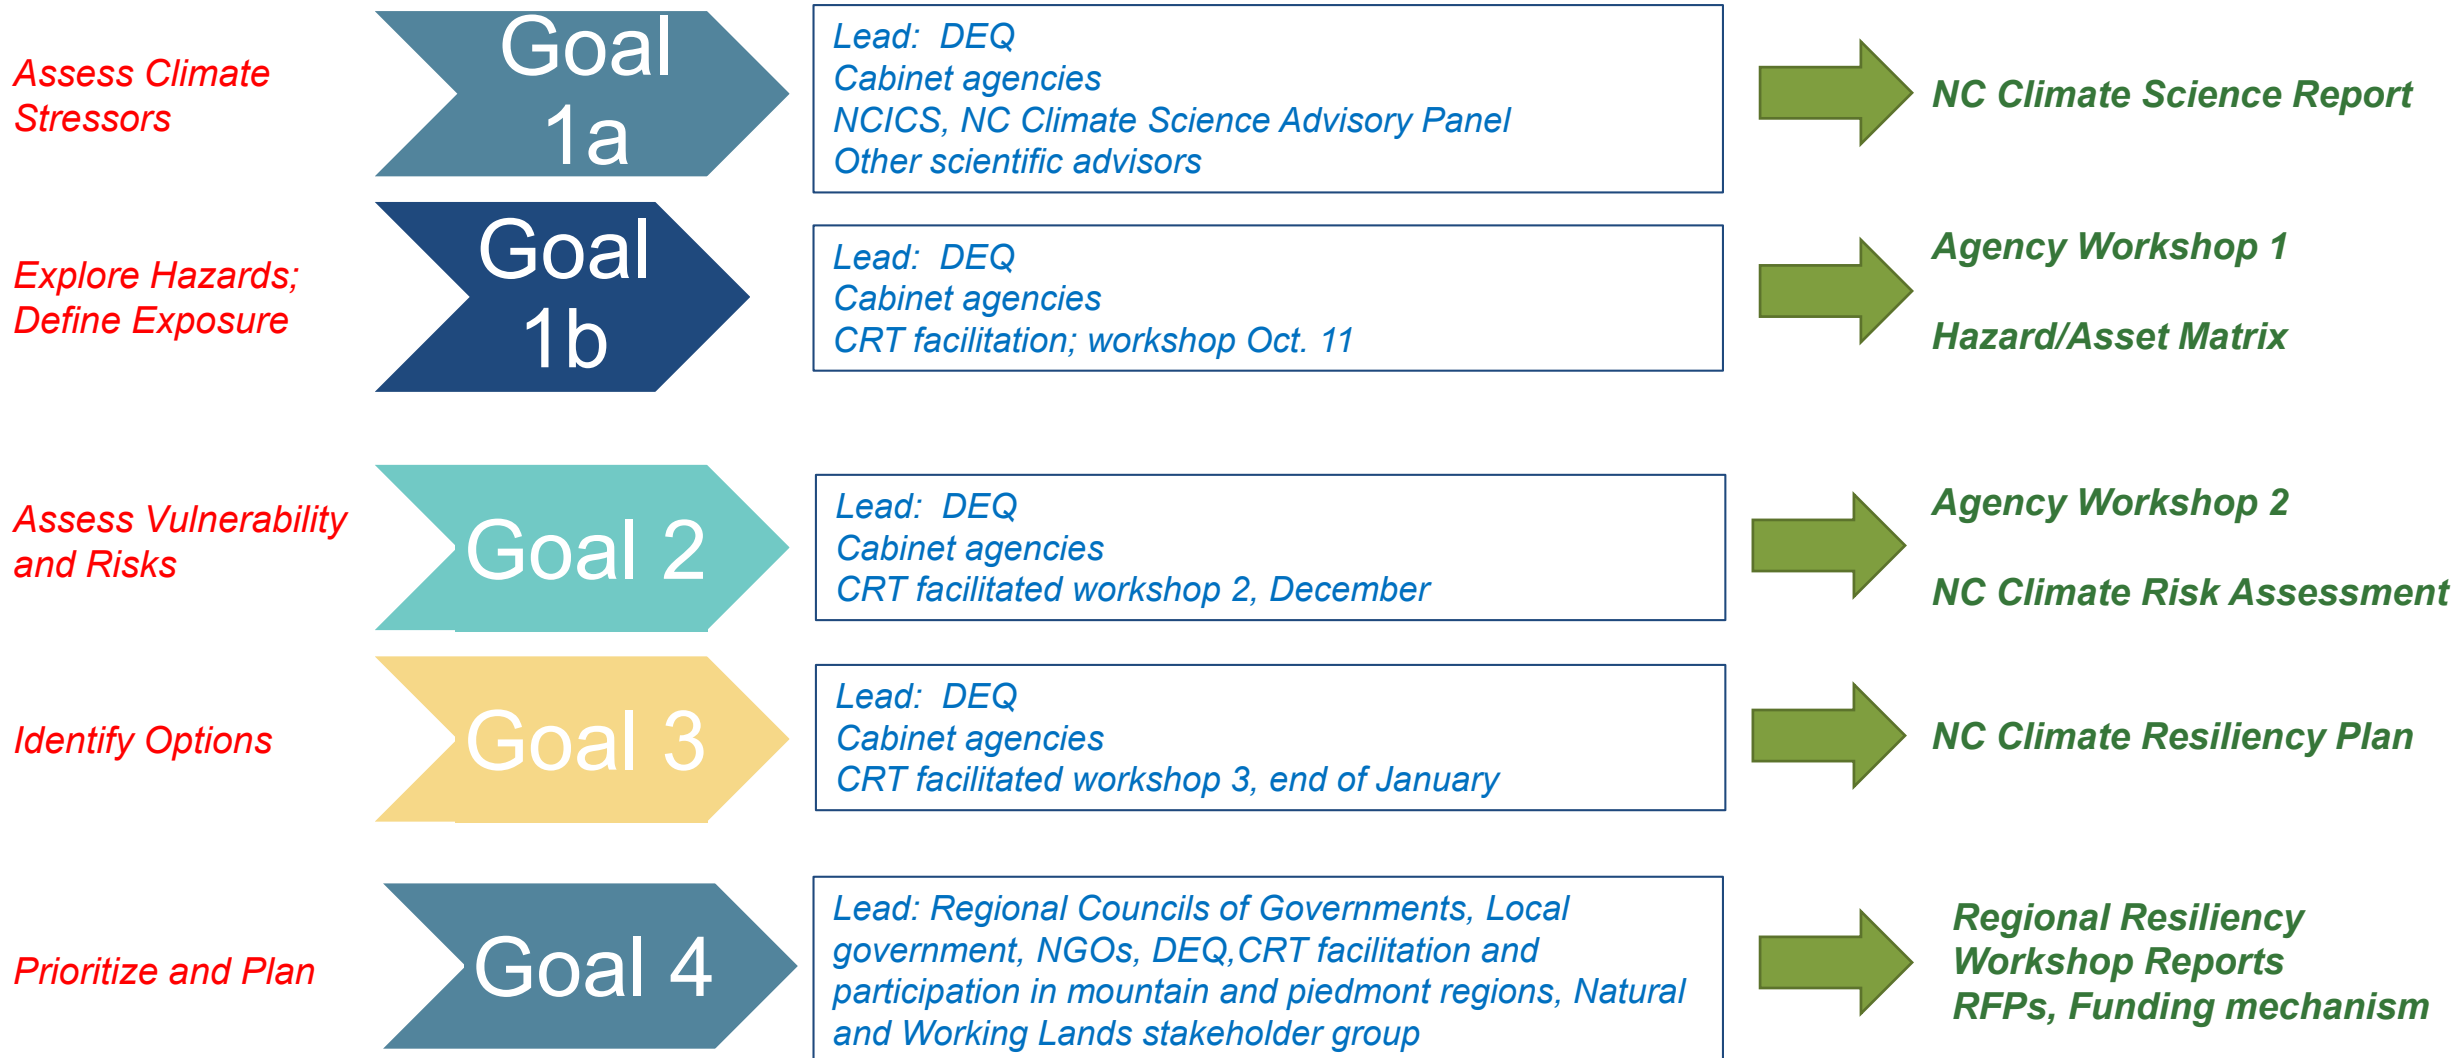 Assess Climate
Stressors
Goal
1a
Lead:  DEQ
Cabinet agencies
NCICS, NC Climate Science Advisory Panel
Other scientific advisors
NC Climate Science Report
Explore Hazards;
Define Exposure
Goal
1b
Lead:  DEQ
Cabinet agencies
CRT facilitation; workshop Oct. 11
Agency Workshop 1
Hazard/Asset Matrix
Assess Vulnerability
and Risks
Goal 2
Lead:  DEQ
Cabinet agencies
CRT facilitated workshop 2, December
Agency Workshop 2
NC Climate Risk Assessment
Identify Options
Goal 3
Lead:  DEQ
Cabinet agencies
CRT facilitated workshop 3, end of January
NC Climate Resiliency Plan
Prioritize and Plan
Goal 4
Lead: Regional Councils of Governments, Local
government, NGOs, DEQ,CRT facilitation and
participation in mountain and piedmont regions, Natural
and Working Lands stakeholder group
Regional Resiliency
Workshop Reports
RFPs, Funding mechanism